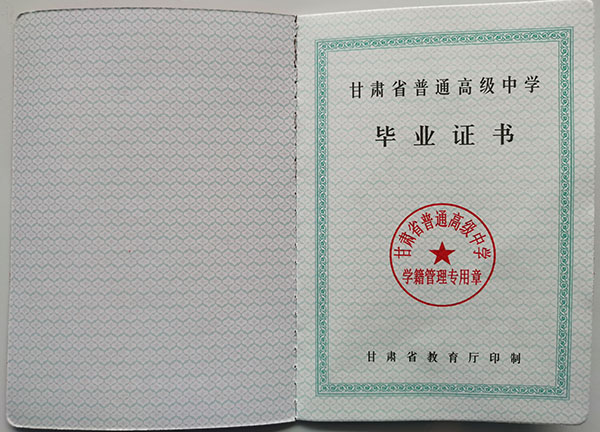 甘肃省普通高级中学
毕业证书
甘肃省普通高级中学
学籍管理专用章
甘肃省教育厅印制